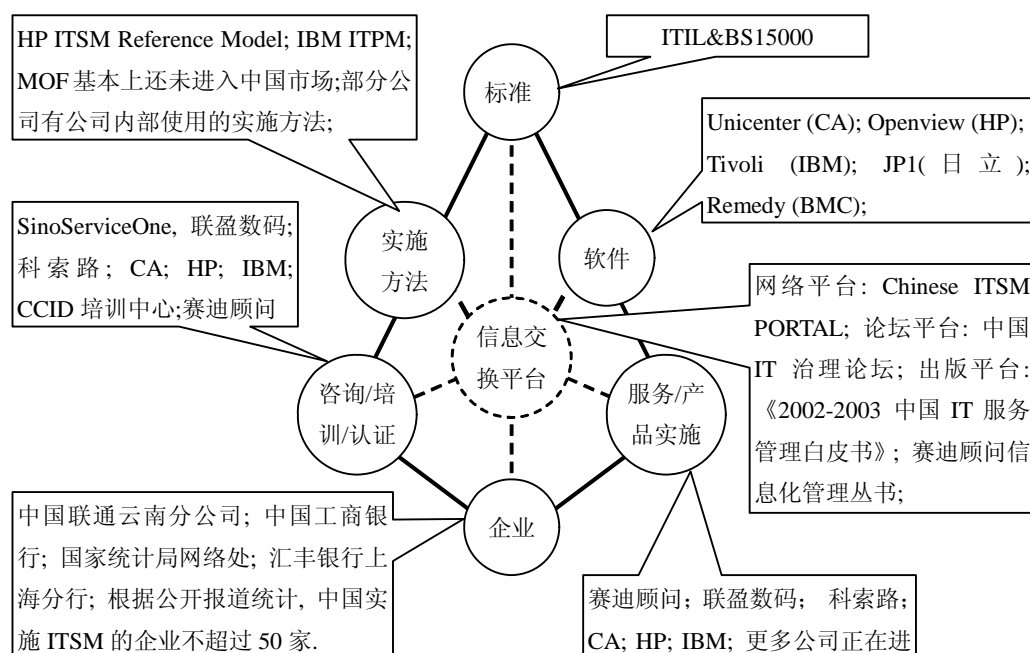 HP ITSM Reference Model; IBM ITPM;
MOF 基本上还未进入中国市场;部分公
司有公司内部使用的实施方法;
ITIL&BS15000
标准
Unicenter (CA); Openview (HP);
Tivoli (IBM); JP1( 日 立 );
Remedy (BMC);
SinoServiceOne, 联盈数码;
科索路; CA; HP; IBM;
CCID 培训中心;赛迪顾问
实施
方法
软件
网络平台: Chinese ITSM
PORTAL; 论坛平台: 中国
IT 治理论坛; 出版平台:
《2002-2003 中国 IT 服务
管理白皮书》; 赛迪顾问信
息化管理丛书;
信息交
换平台
咨询/培
训/认证
服务/产
品实施
中国联通云南分公司; 中国工商银
行; 国家统计局网络处; 汇丰银行上
海分行; 根据公开报道统计, 中国实
施 ITSM 的企业不超过 50 家.
企业
赛迪顾问; 联盈数码; 科索路;
CA; HP; IBM; 更多公司正在进